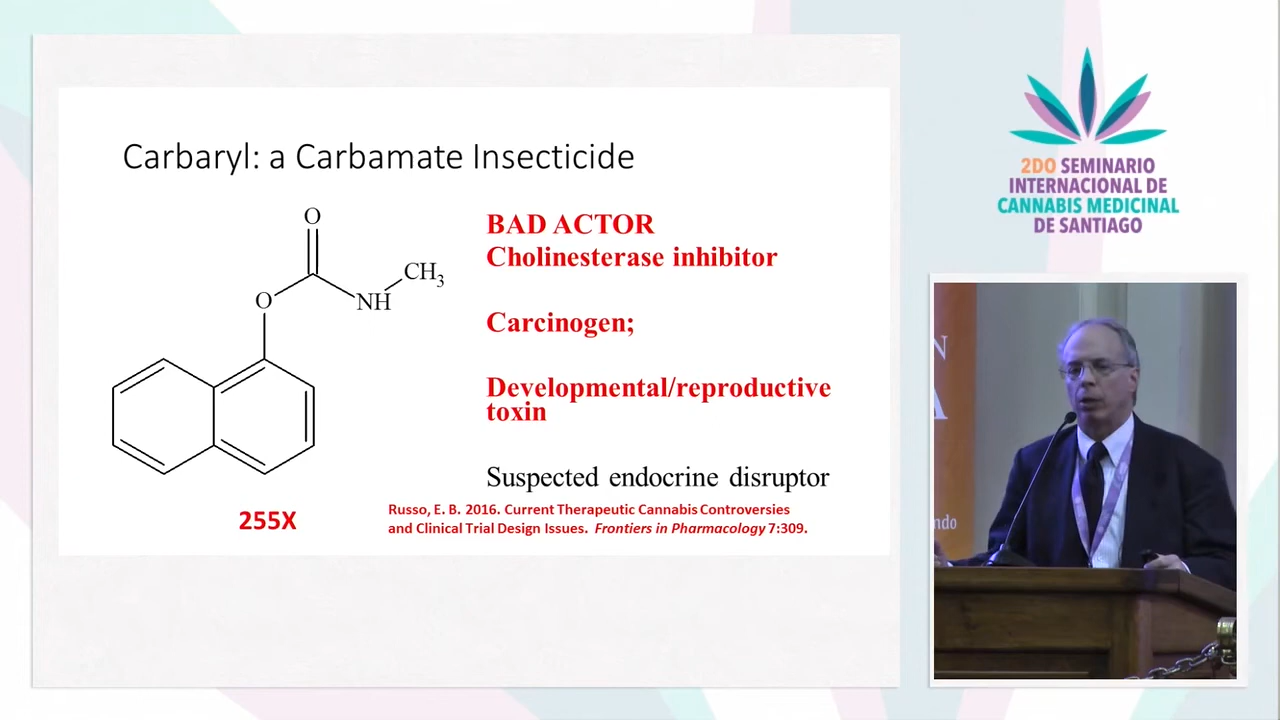 Carbaryl: a Carbamate Insecticide
O
O
NH
CH3
255X
BAD ACTOR
Cholinesterase inhibitor
Carcinogen;
Developmental/reproductive
toxin
Suspected endocrine disruptor
Russo, E. B. 2016. Current Therapeutic Cannabis Controversies
and Clinical Trial Design Issues. Frontiers in Pharmacology 7:309.
2DO SEMINARIO
INTERNACIONAL DE
CANNABIS MEDICINAL
DE SANTIAGO
N
A
ndo